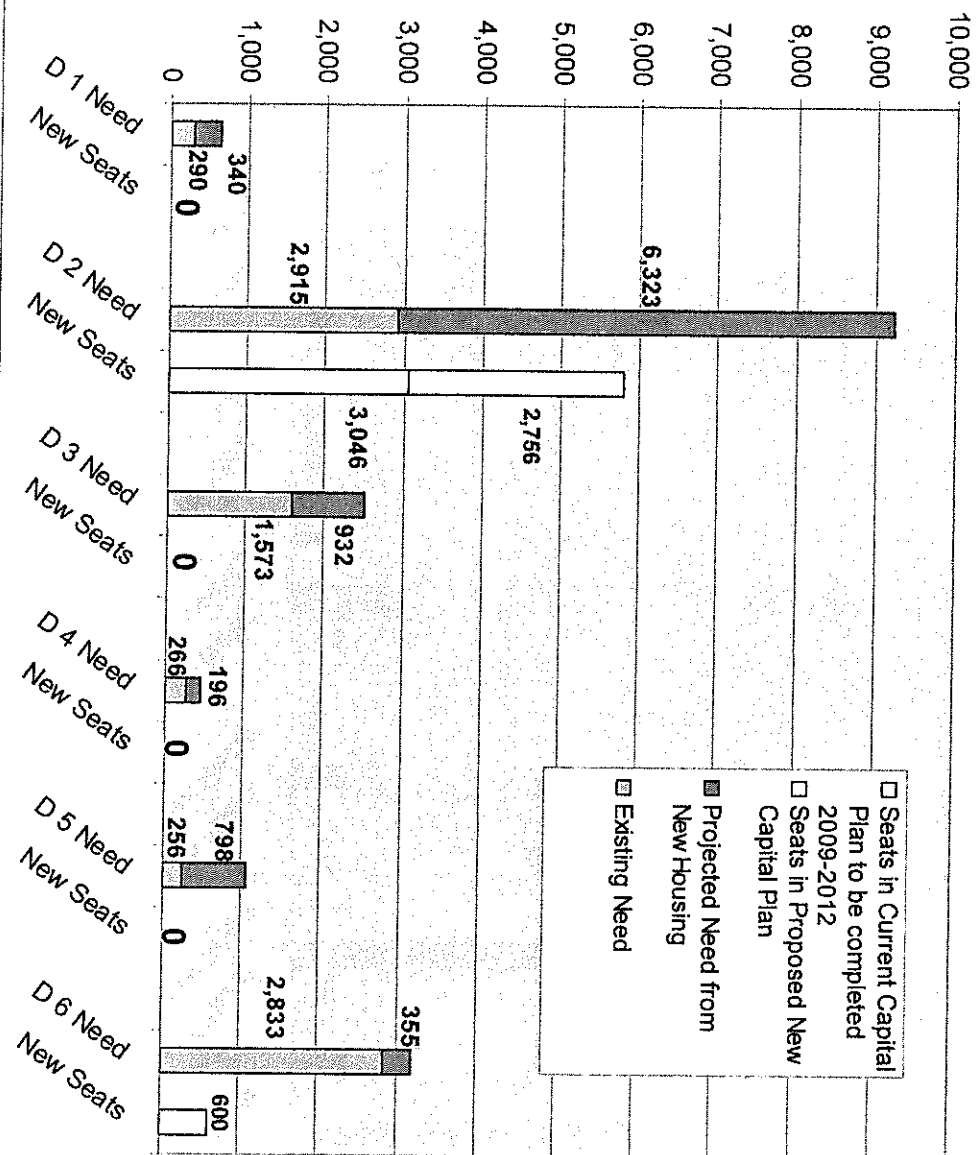 10,000
9,000
8,000
7,000
6,000
5,000
4,000
3,000
2,000
1,000
0
D 1 Need
New Seats
D 2 Need
New Seats
D 3 Need
New Seats
D 4 Need
New Seats
D 5 Need
New Seats
D 6 Need
New Seats
340
290
0
6,323
2,915
2,756
3,046
932
1,573
0
196
266
0
798
256
0
355
2,833
600
Seats in Current Capital
Plan to be completed
2009-2012
Seats in Proposed New
Capital Plan
Projected Need from
New Housing
Existing Need